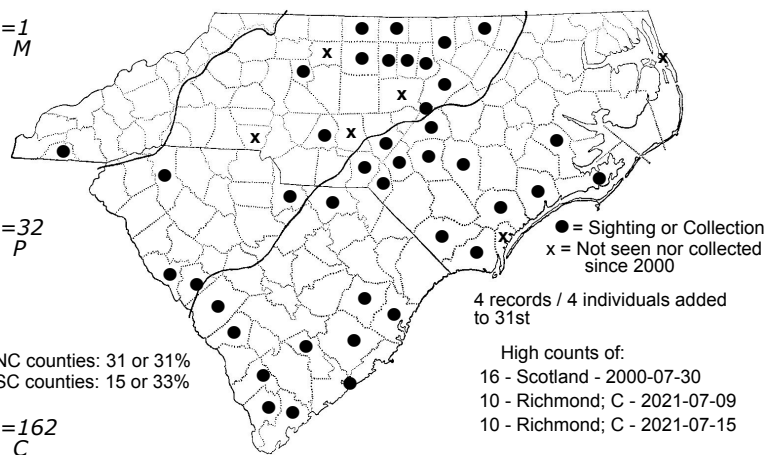 =1
M
=32
P
=162
C
● = Sighting or Collection
x = Not seen nor collected
since 2000
4 records / 4 individuals added
to 31st
NC counties: 31 or 31%
SC counties: 15 or 33%
High counts of:
16 - Scotland - 2000-07-30
10 - Richmond; C - 2021-07-09
10 - Richmond; C - 2021-07-15
x
x
x
x
x
x